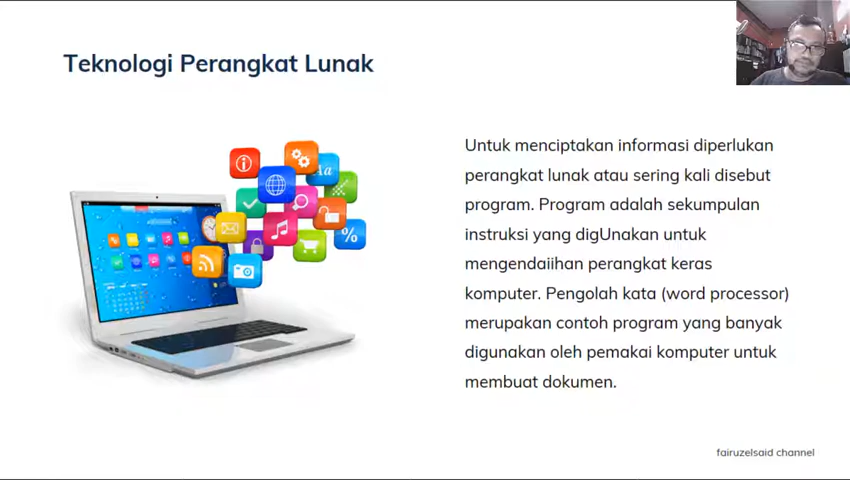 Teknologi Perangkat Lunak
Untuk menciptakan informasi diperlukan
perangkat lunak atau sering kali disebut
program. Program adalah sekumpulan
instruksi yang digUnakan untuk
mengendaiihan perangkat keras
komputer. Pengolah kata (word processor)
merupakan contoh program yang banyak
digunakan oleh pemakai komputer untuk
membuat dokumen.
Aa
%
fairuzelsaid channel